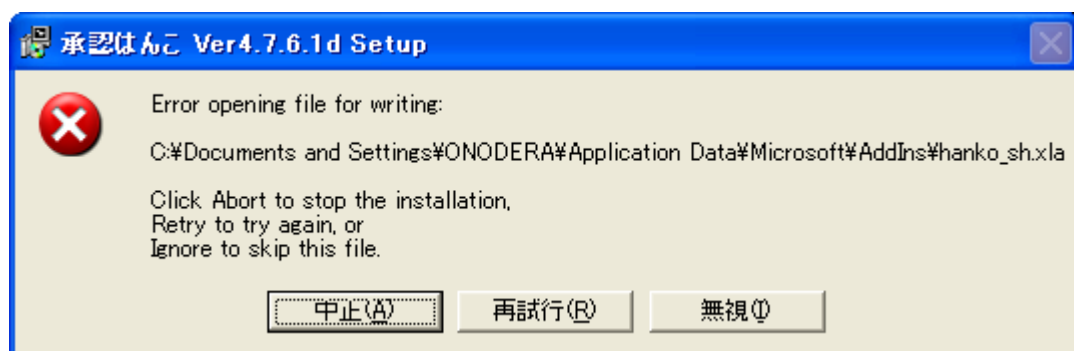 承認はんこ Ver4.7.6.1d Setup
Error opening file for writing:
C:¥Documents and Settings¥ONODERA¥Application Data¥Microsoft¥AddIns¥hanko_sh.xla
Click Abort to stop the installation,
Retry to try again, or
Ignore to skip this file.
中止(A) 再試行(R) 無視(I)